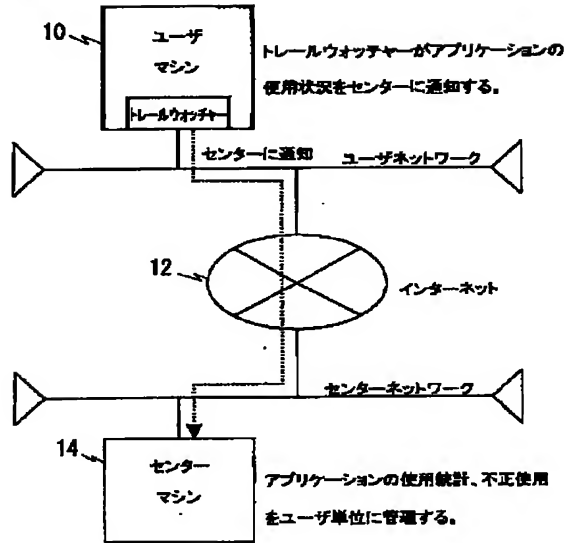 10
ユーザ
マシン
トレールウォッチャー
トレールウォッチャーがアプリケーションの
使用状況をセンターに通知する。
センターに通知
ユーザネットワーク
12
インターネット
センターネットワーク
14
センター
マシン
アプリケーションの使用統計、不正使用
をユーザ単位に管理する。